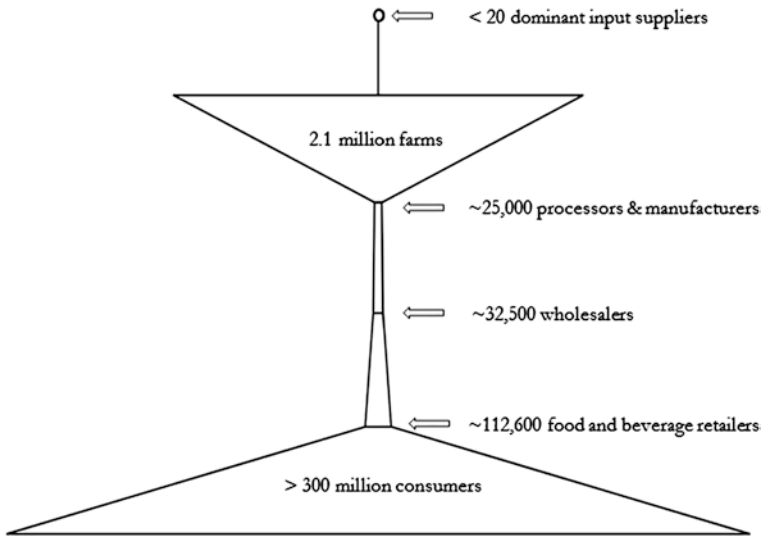 < 20 dominant input suppliers
2.1 million farms
~25,000 processors & manufacturers
~32,500 wholesalers
~112,600 food and beverage retailers
> 300 million consumers